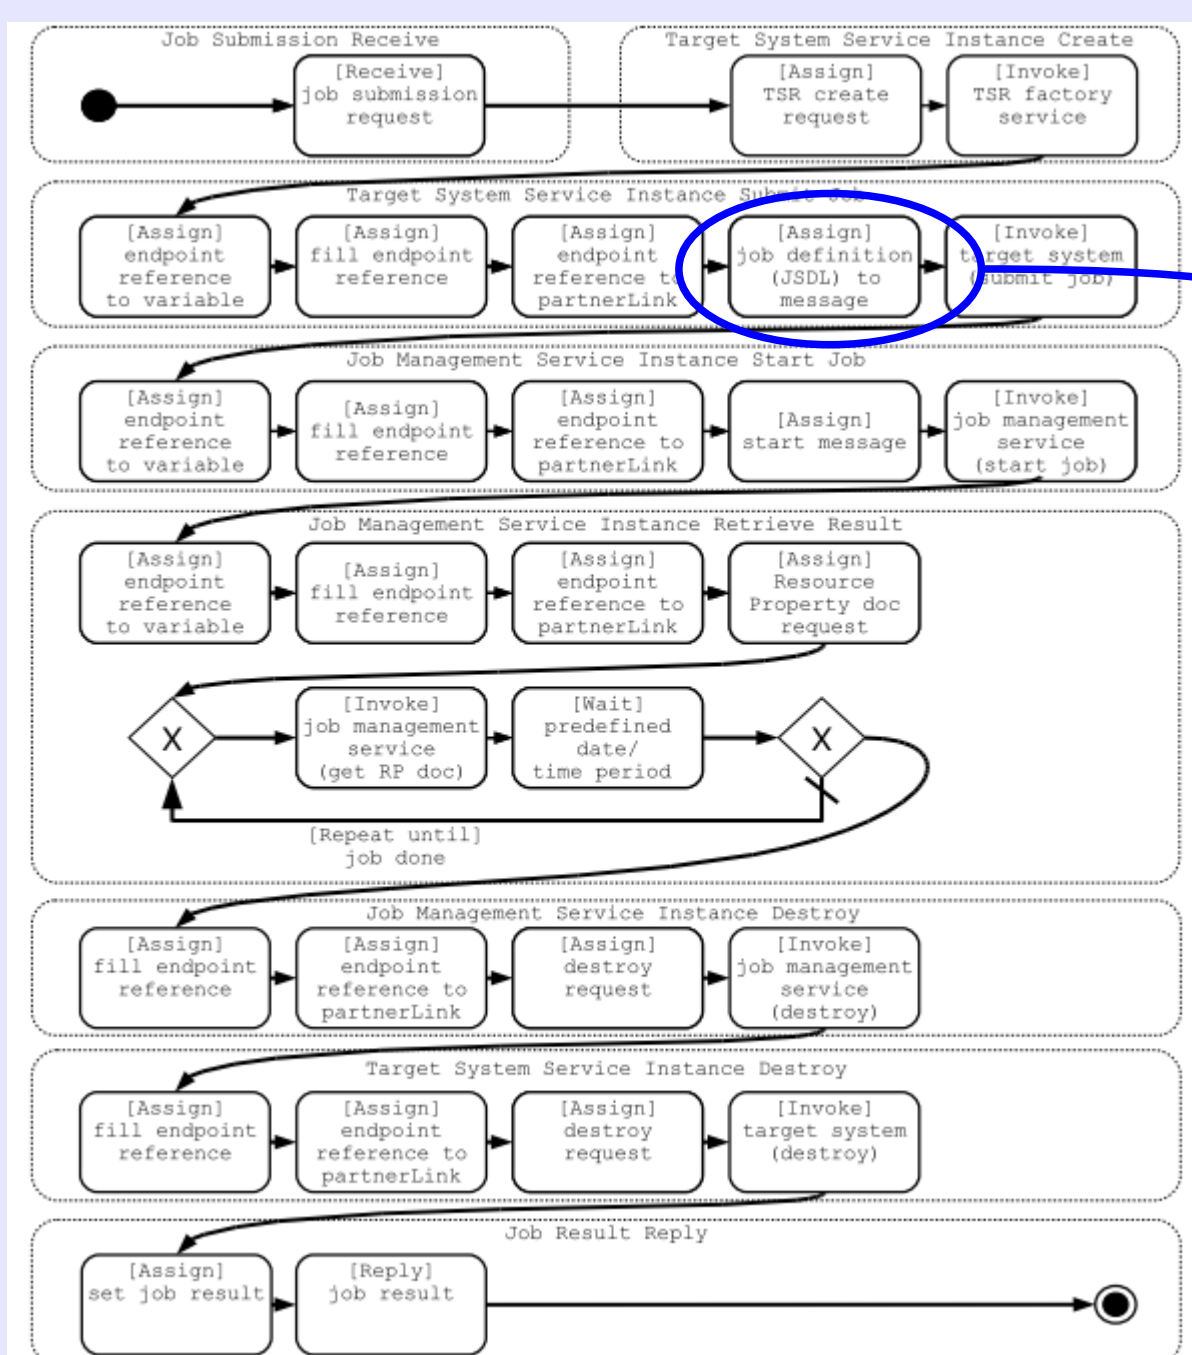 Job Submission Receive
[Receive]
job submission
request
Target System Service Instance Create
[Assign]
TSR create
request
[Invoke]
TSR factory
service
Target System Service Instance Submit Job
[Assign]
endpoint
reference
to variable
[Assign]
fill endpoint
reference
[Assign]
endpoint
reference to
partnerLink
[Assign]
job definition
(JSDL) to
message
[Invoke]
target system
(submit job)
Job Management Service Instance Start Job
[Assign]
endpoint
reference
to variable
[Assign]
fill endpoint
reference
[Assign]
endpoint
reference to
partnerLink
[Assign]
start message
[Invoke]
job management
service
(start job)
Job Management Service Instance Retrieve Result
[Assign]
endpoint
reference
to variable
[Assign]
fill endpoint
reference
[Assign]
endpoint
reference to
partnerLink
[Assign]
Resource
Property doc
request
X
[Invoke]
job management
service
(get RP doc)
[Wait]
predefined
date/
time period
X
[Repeat until]
job done
Job Management Service Instance Destroy
[Assign]
fill endpoint
reference
[Assign]
endpoint
reference to
partnerLink
[Assign]
destroy
request
[Invoke]
job management
service
(destroy)
Target System Service Instance Destroy
[Assign]
fill endpoint
reference
[Assign]
endpoint
reference to
partnerLink
[Assign]
destroy
request
[Invoke]
target system
(destroy)
Job Result Reply
[Assign]
set job result
[Reply]
job result